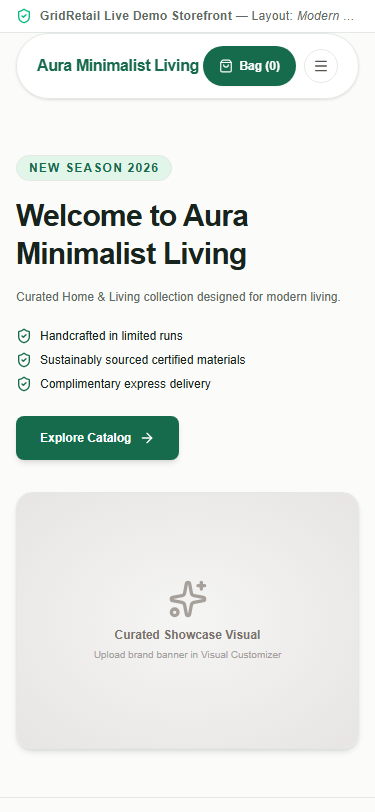 GridRetail Live Demo Storefront — Layout: Modern ...
Aura Minimalist Living
Bag (0)
NEW SEASON 2026
Welcome to Aura
Minimalist Living
Curated Home & Living collection designed for modern living.
Handcrafted in limited runs
Sustainably sourced certified materials
Complimentary express delivery
Explore Catalog
Curated Showcase Visual
Upload brand banner in Visual Customizer